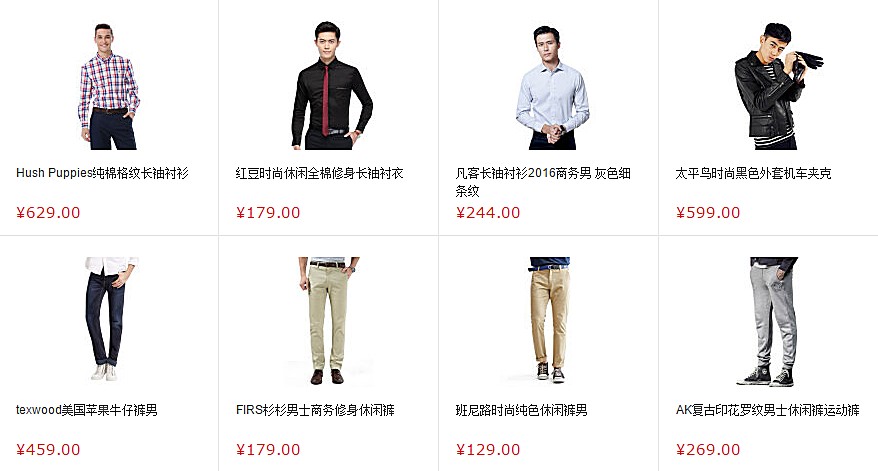 Hush Puppies纯棉格纹长袖衬衫
红豆时尚休闲全棉修身长袖衬衣
凡客长袖衬衫2016商务男 灰色细
条纹
太平鸟时尚黑色外套机车夹克
¥629.00
¥179.00
¥244.00
¥599.00
texwood美国苹果牛仔裤男
FIRS杉杉男士商务修身休闲裤
班尼路时尚纯色休闲裤男
AK复古印花罗纹男士休闲裤运动裤
¥459.00
¥179.00
¥129.00
¥269.00